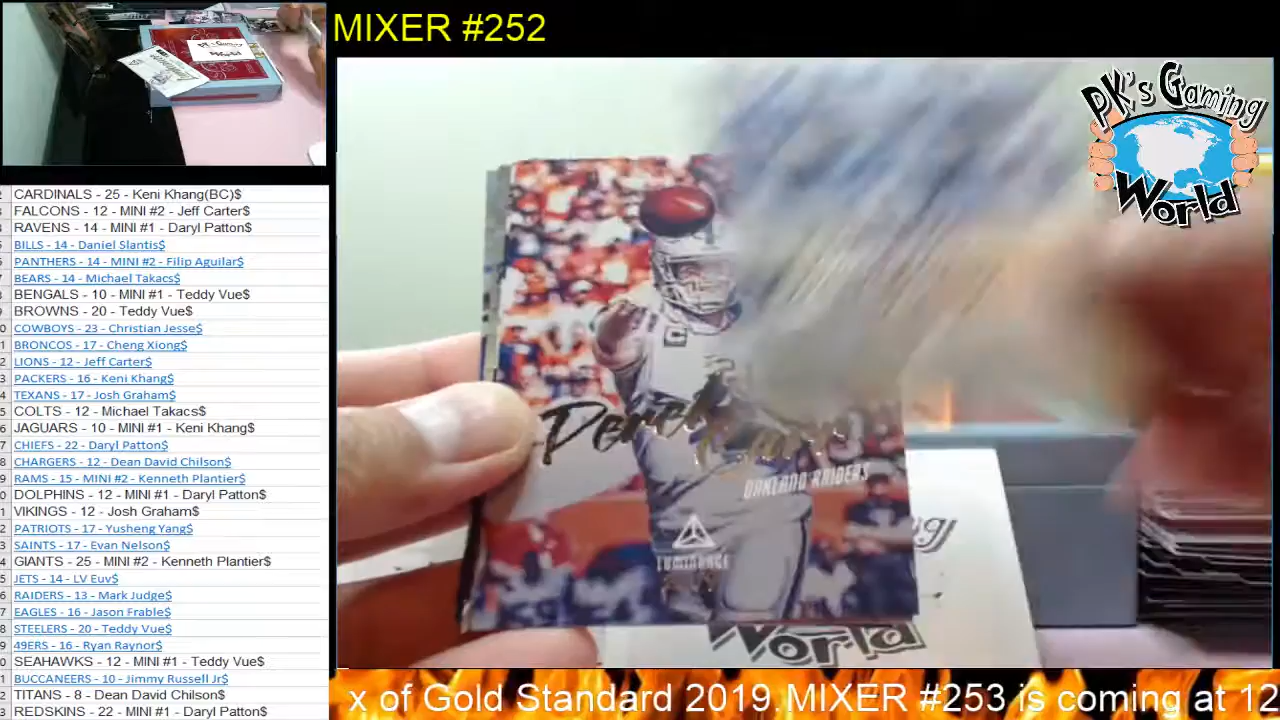 MIXER #252
PK's Gaming
World
CARDINALS - 25 - Keni Khang(BC)$
FALCONS - 12 - MINI #2 - Jeff Carter$
RAVENS - 14 - MINI #1 - Daryl Patton$
BILLS - 14 - Daniel Slantis$
PANTHERS - 14 - MINI #2 - Filip Aguilar$
BEARS - 14 - Michael Takacs$
BENGALS - 10 - MINI #1 - Teddy Vue$
BROWNS - 20 - Teddy Vue$
COWBOYS - 23 - Christian Jesse$
BRONCOS - 17 - Cheng Xiong$
LIONS - 12 - Jeff Carter$
PACKERS - 16 - Keni Khang$
TEXANS - 17 - Josh Graham$
COLTS - 12 - Michael Takacs$
JAGUARS - 10 - MINI #1 - Keni Khang$
CHIEFS - 22 - Daryl Patton$
CHARGERS - 12 - Dean David Chilson$
RAMS - 15 - MINI #2 - Kenneth Plantier$
DOLPHINS - 12 - MINI #1 - Daryl Patton$
VIKINGS - 12 - Josh Graham$
PATRIOTS - 17 - Yusheng Yang$
SAINTS - 17 - Evan Nelson$
GIANTS - 25 - MINI #2 - Kenneth Plantier$
JETS - 14 - LV Euv$
RAIDERS - 13 - Mark Judge$
EAGLES - 16 - Jason Frable$
STEELERS - 20 - Teddy Vue$
49ERS - 16 - Ryan Raynor$
SEAHAWKS - 12 - MINI #1 - Teddy Vue$
BUCCANEERS - 10 - Jimmy Russell Jr$
TITANS - 8 - Dean David Chilson$
REDSKINS - 22 - MINI #1 - Daryl Patton$
Derek
OAKLAND RAIDERS
LUMINANCE
World
x of Gold Standard 2019. MIXER #253 is coming at 12